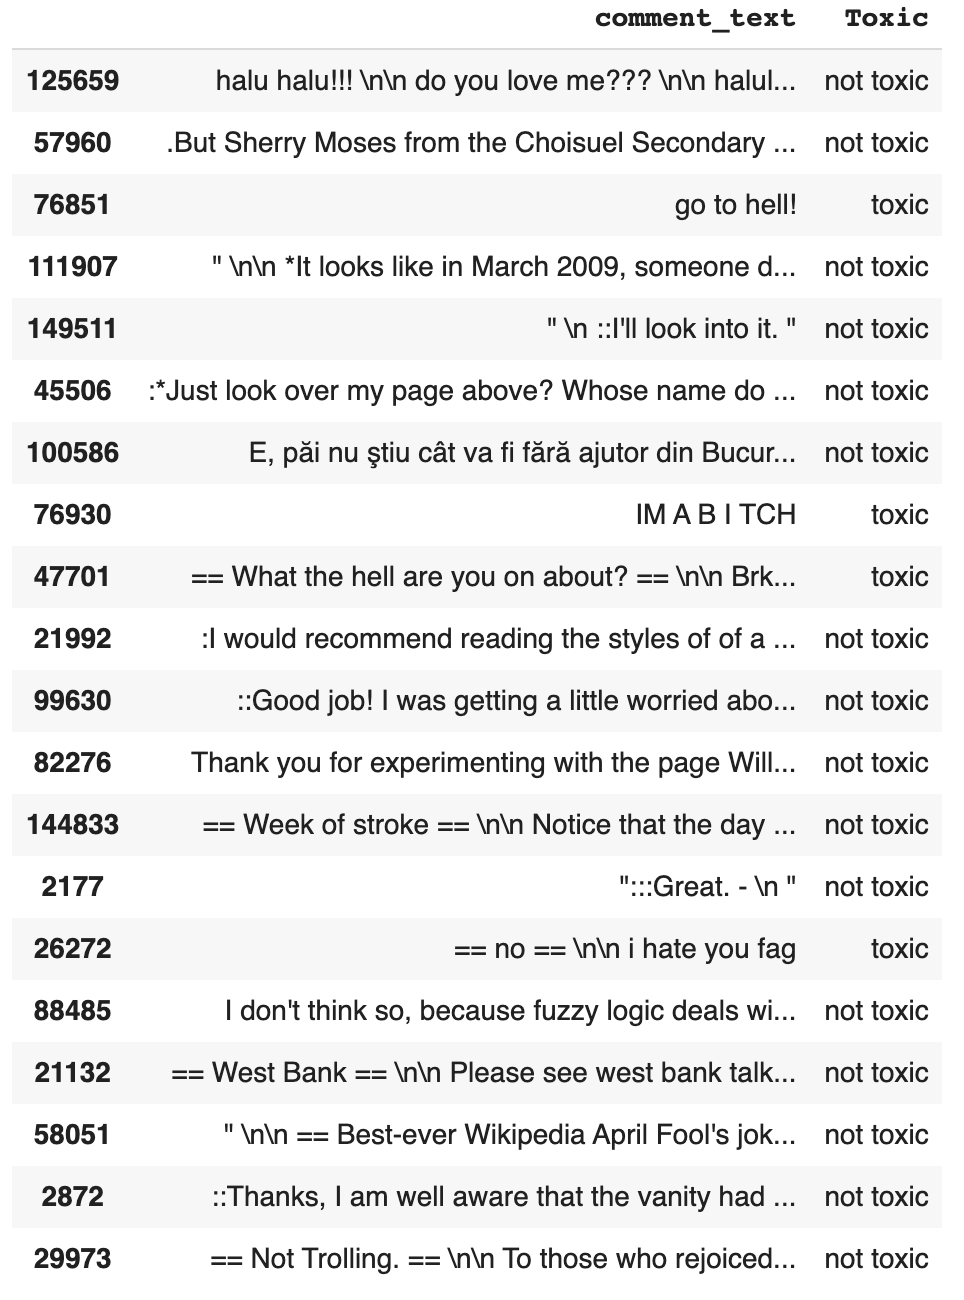 comment_text Toxic
125659 halu halu!!! \n\n do you love me??? \n\n halul... not toxic
57960 .But Sherry Moses from the Choisuel Secondary ... not toxic
76851 go to hell! toxic
111907 " \n\n *It looks like in March 2009, someone d... not toxic
149511 " \n ::I'll look into it. " not toxic
45506 :*Just look over my page above? Whose name do ... not toxic
100586 E, păi nu ştiu cât va fi fără ajutor din Bucur... not toxic
76930 IM A B I TCH toxic
47701 == What the hell are you on about? == \n\n Brk... toxic
21992 :I would recommend reading the styles of of a ... not toxic
99630 ::Good job! I was getting a little worried abo... not toxic
82276 Thank you for experimenting with the page Will... not toxic
144833 == Week of stroke == \n\n Notice that the day ... not toxic
2177 ":::Great. - \n " not toxic
26272 == no == \n\n i hate you fag toxic
88485 I don't think so, because fuzzy logic deals wi... not toxic
21132 == West Bank == \n\n Please see west bank talk... not toxic
58051 " \n\n == Best-ever Wikipedia April Fool's jok... not toxic
2872 ::Thanks, I am well aware that the vanity had ... not toxic
29973 == Not Trolling. == \n\n To those who rejoiced... not toxic